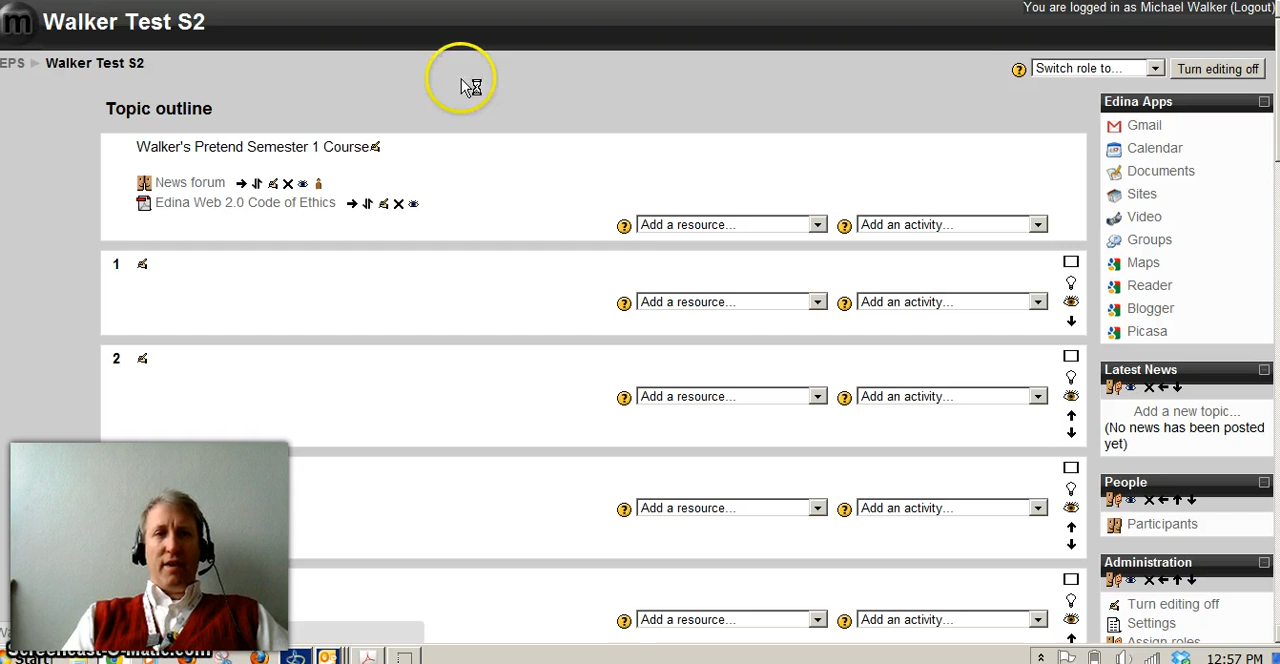 m Walker Test S2
You are logged in as Michael Walker (Logout)
EPS ► Walker Test S2
Switch role to...
Turn editing off
Topic outline
Walker's Pretend Semester 1 Course
News forum
Edina Web 2.0 Code of Ethics
Add a resource...
Add an activity...
1
Add a resource...
Add an activity...
2
Add a resource...
Add an activity...
Add a resource...
Add an activity...
Add a resource...
Add an activity...
Edina Apps
Gmail
Calendar
Documents
Sites
Video
Groups
Maps
Reader
Blogger
Picasa
Latest News
Add a new topic...
(No news has been posted
yet)
People
Participants
Administration
Turn editing off
Settings
Assign roles
Screencast-O-Matic.com
Start
12:57 PM